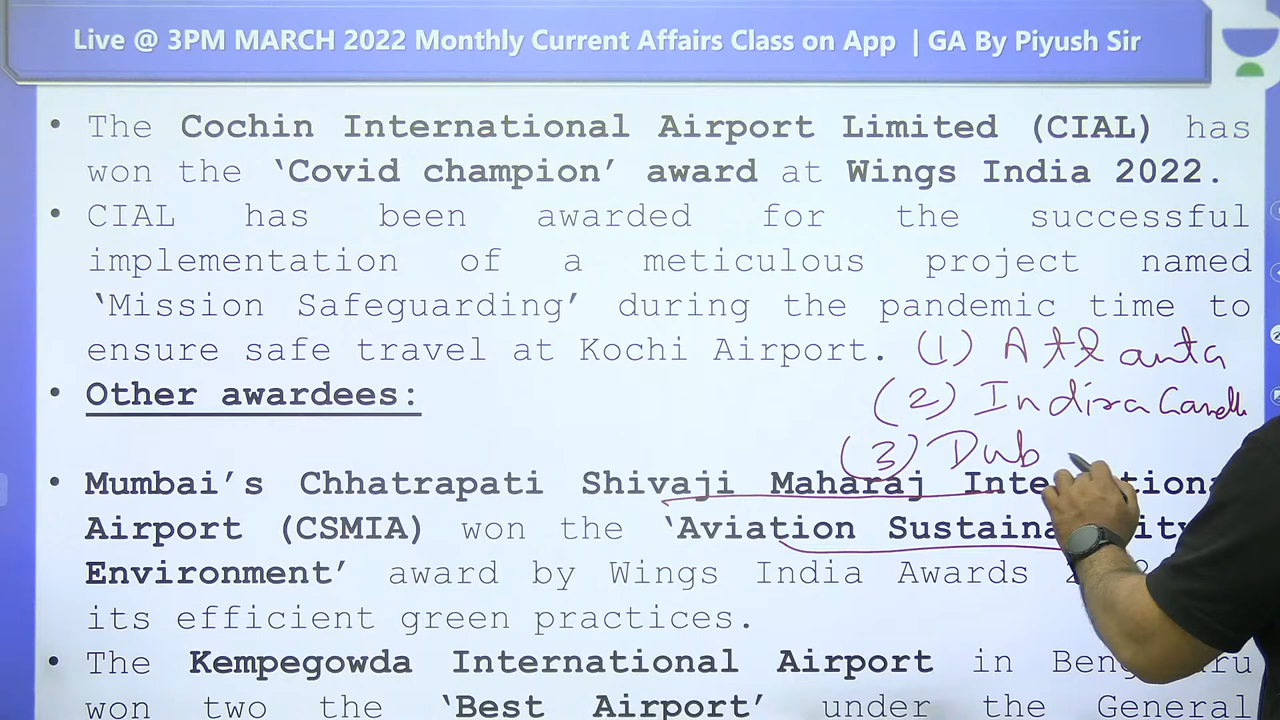 Live @ 3PM MARCH 2022 Monthly Current Affairs Class on App | GA By Piyush Sir
• The Cochin International Airport Limited (CIAL) has
won the ‘Covid champion’ award at Wings India 2022.
• CIAL has been awarded for the successful
implementation of a meticulous project named
‘Mission Safeguarding’ during the pandemic time to
ensure safe travel at Kochi Airport.
(1) Atlanta
• Other awardees:
(2) Indira Gandh
(3) Dub
• Mumbai’s Chhatrapati Shivaji Maharaj
Airport (CSMIA) won the ‘Aviation
Environment’ award by Wings India Awards
its efficient green practices.
• The Kempegowda International Airport in
won two the ‘Best Airport’ under the General